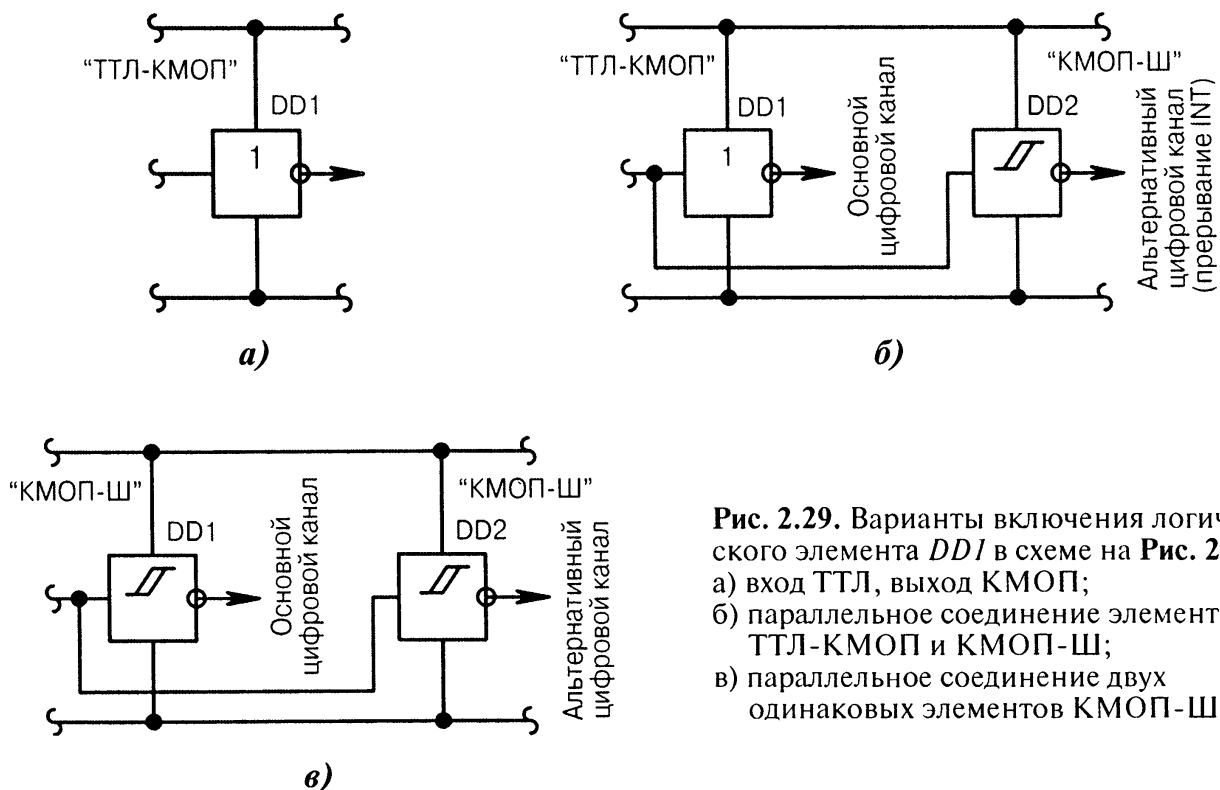 "ТТЛ-КМОП"
DD1
1
а)
"ТТЛ-КМОП"
DD1
1
Основной
цифровой канал
"КМОП-Ш"
DD2
Альтернативный
цифровой канал
(прерывание INT)
б)
"КМОП-Ш"
DD1
Основной
цифровой канал
"КМОП-Ш"
DD2
Альтернативный
цифровой канал
в)
Рис. 2.29. Варианты включения логич
ского элемента DD1 в схеме на Рис. 2
а) вход ТТЛ, выход КМОП;
б) параллельное соединение элемент
ТТЛ-КМОП и КМОП-Ш;
в) параллельное соединение двух
одинаковых элементов КМОП-Ш